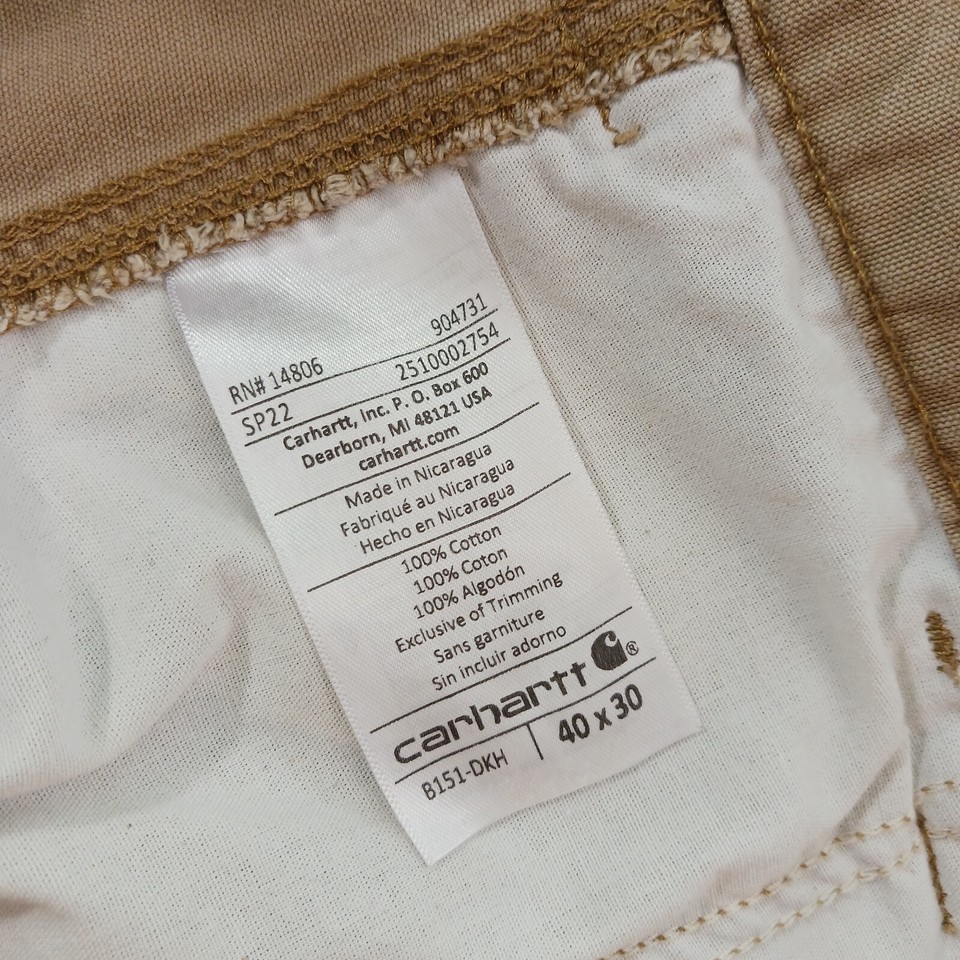 904731
RN# 14806
SP22 2510002754
Carhartt, Inc. P. O. Box 600
Dearborn, MI 48121 USA
carhartt.com
Made in Nicaragua
Fabriqué au Nicaragua
Hecho en Nicaragua
100% Cotton
100% Coton
100% Algodón
Exclusive of Trimming
Sans garniture
Sin incluir adorno
carhartt ®
B151-DKH 40 x 30